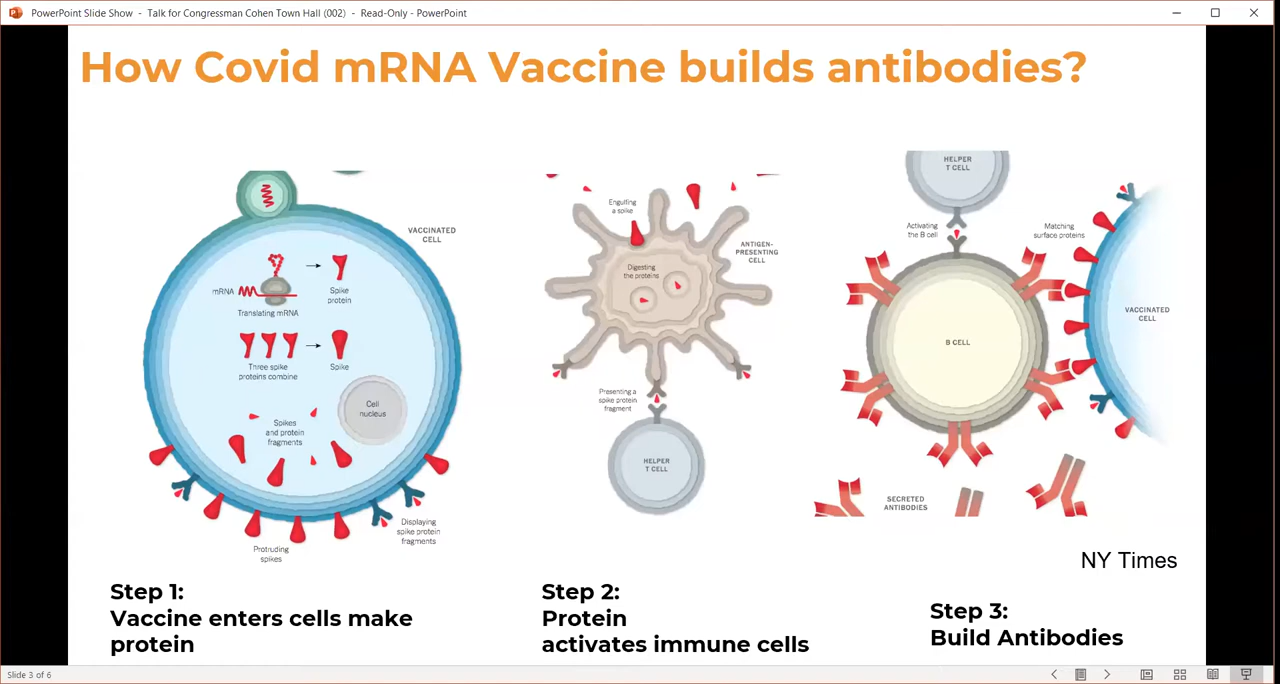 PowerPoint Slide Show - Talk for Congressman Cohen Town Hall (002) - Read-Only - PowerPoint
How Covid mRNA Vaccine builds antibodies?
VACCINATED
CELL
mRNA
Translating mRNA
Spike
protein
Three spike
proteins combine
Spike
Cell
nucleus
Spikes
and protein
fragments
Protruding
spikes
Displaying
spike protein
fragments
Engulfing
a spike
Digesting
the proteins
ANTIGEN-
PRESENTING
CELL
Presenting a
spike protein
fragment
HELPER
T CELL
HELPER
T CELL
Activating
the B cell
Matching
surface proteins
VACCINATED
CELL
B CELL
SECRETED
ANTIBODIES
NY Times
Step 1:
Vaccine enters cells make
protein
Step 2:
Protein
activates immune cells
Step 3:
Build Antibodies
Slide 3 of 6